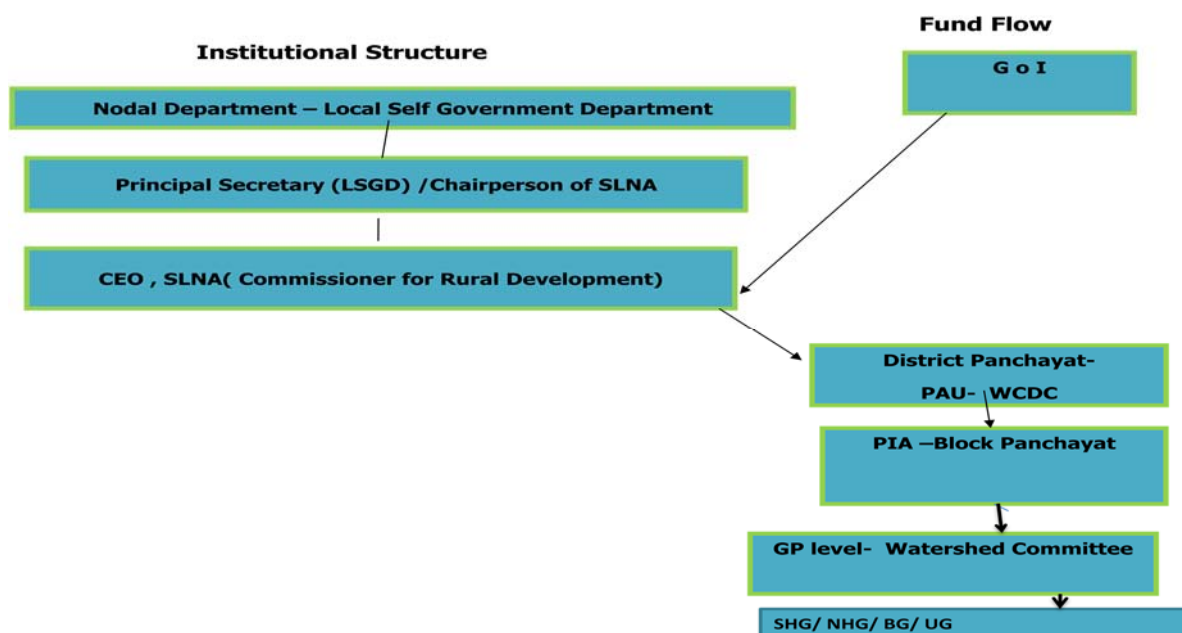 Institutional Structure
Nodal Department – Local Self Government Department
Principal Secretary (LSGD) /Chairperson of SLNA
CEO , SLNA( Commissioner for Rural Development)
Fund Flow
G o I
District Panchayat-
PAU- WCDC
PIA –Block Panchayat
GP level- Watershed Committee
SHG/ NHG/ BG/ UG